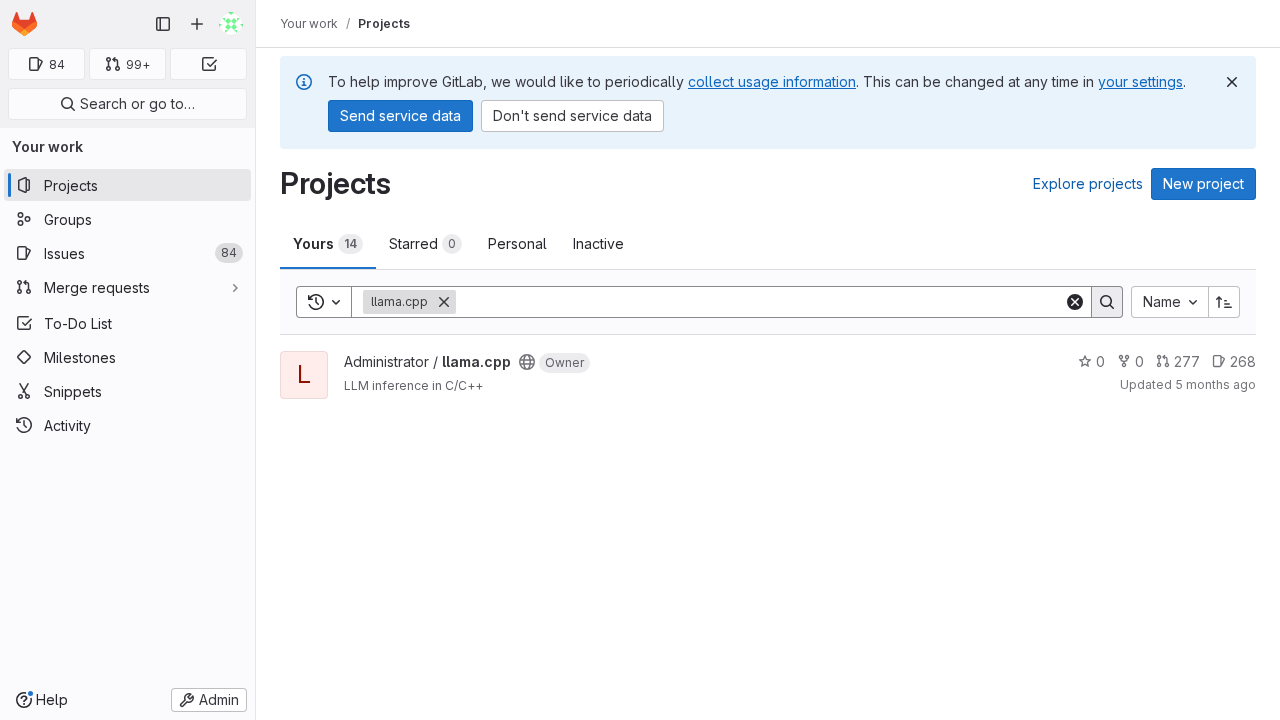 Your work / Projects
84
99+
Search or go to…
Your work
Projects
Groups
Issues 84
Merge requests
To-Do List
Milestones
Snippets
Activity
Help
Admin
To help improve GitLab, we would like to periodically collect usage information. This can be changed at any time in your settings.
Send service data
Don't send service data
Projects
Explore projects
New project
Yours 14
Starred 0
Personal
Inactive
llama.cpp
Name
L
Administrator / llama.cpp
Owner
0
0
277
268
LLM inference in C/C++
Updated 5 months ago